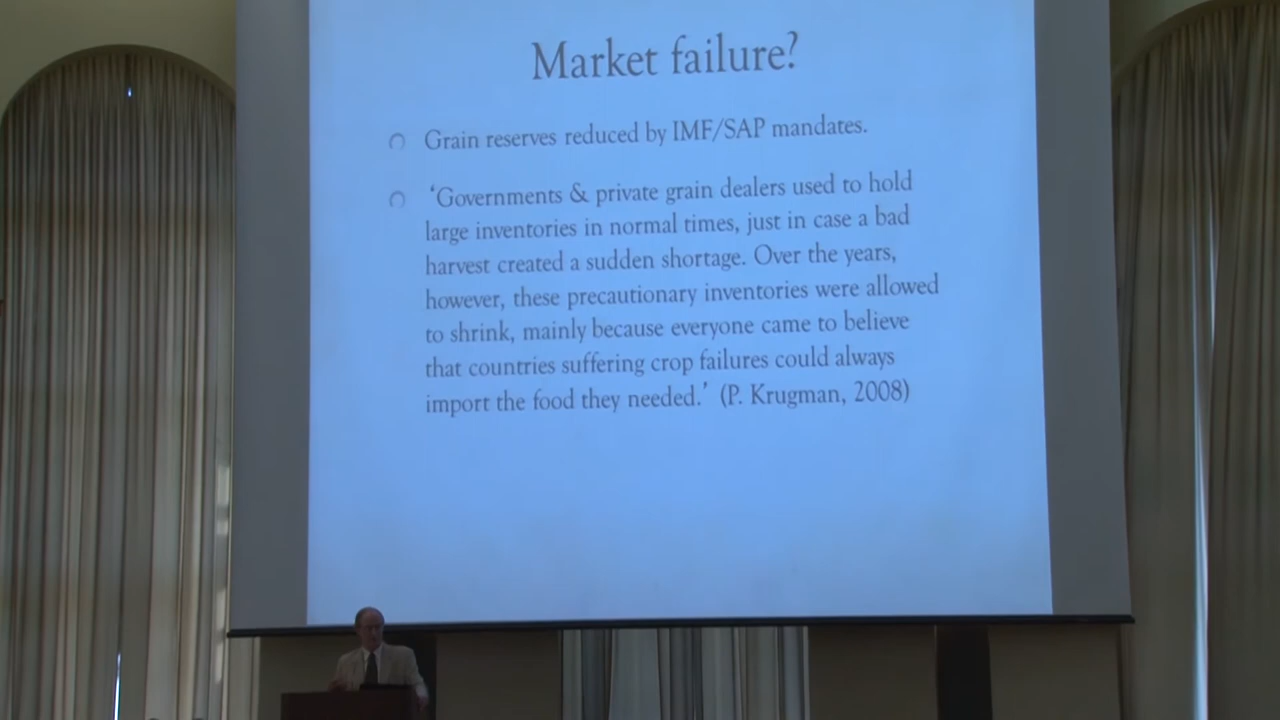 Market failure?
Grain reserves reduced by IMF/SAP mandates.
‘Governments & private grain dealers used to hold
large inventories in normal times, just in case a bad
harvest created a sudden shortage. Over the years,
however, these precautionary inventories were allowed
to shrink, mainly because everyone came to believe
that countries suffering crop failures could always
import the food they needed.’ (P. Krugman, 2008)